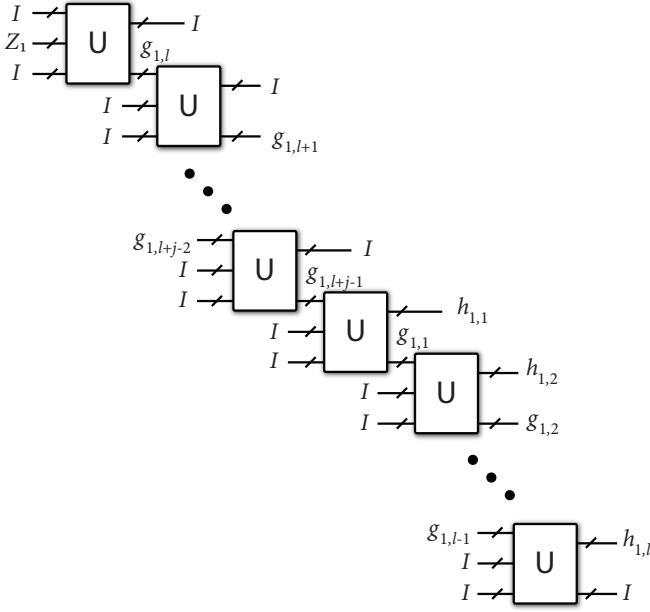 I
I
Z₁
U
g₁,ₗ
I
I
I
U
I
g₁,ₗ₊₁
g₁,ₗ₊ⱼ₋₂
I
I
U
g₁,ₗ₊ⱼ₋₁
I
h₁,₁
I
U
g₁,₁
I
h₁,₂
I
U
I
g₁,₂
g₁,ₗ₋₁
h₁,ₗ
I
U
I
I